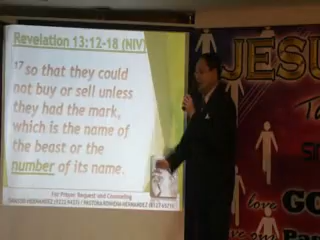 Revelation 13:12-18 (NIV)
17 so that they could
not buy or sell unless
they had the mark,
which is the name of
the beast or the
number of its name.
For Prayer Request and Counseling
JESU
love
GO
love
Pas